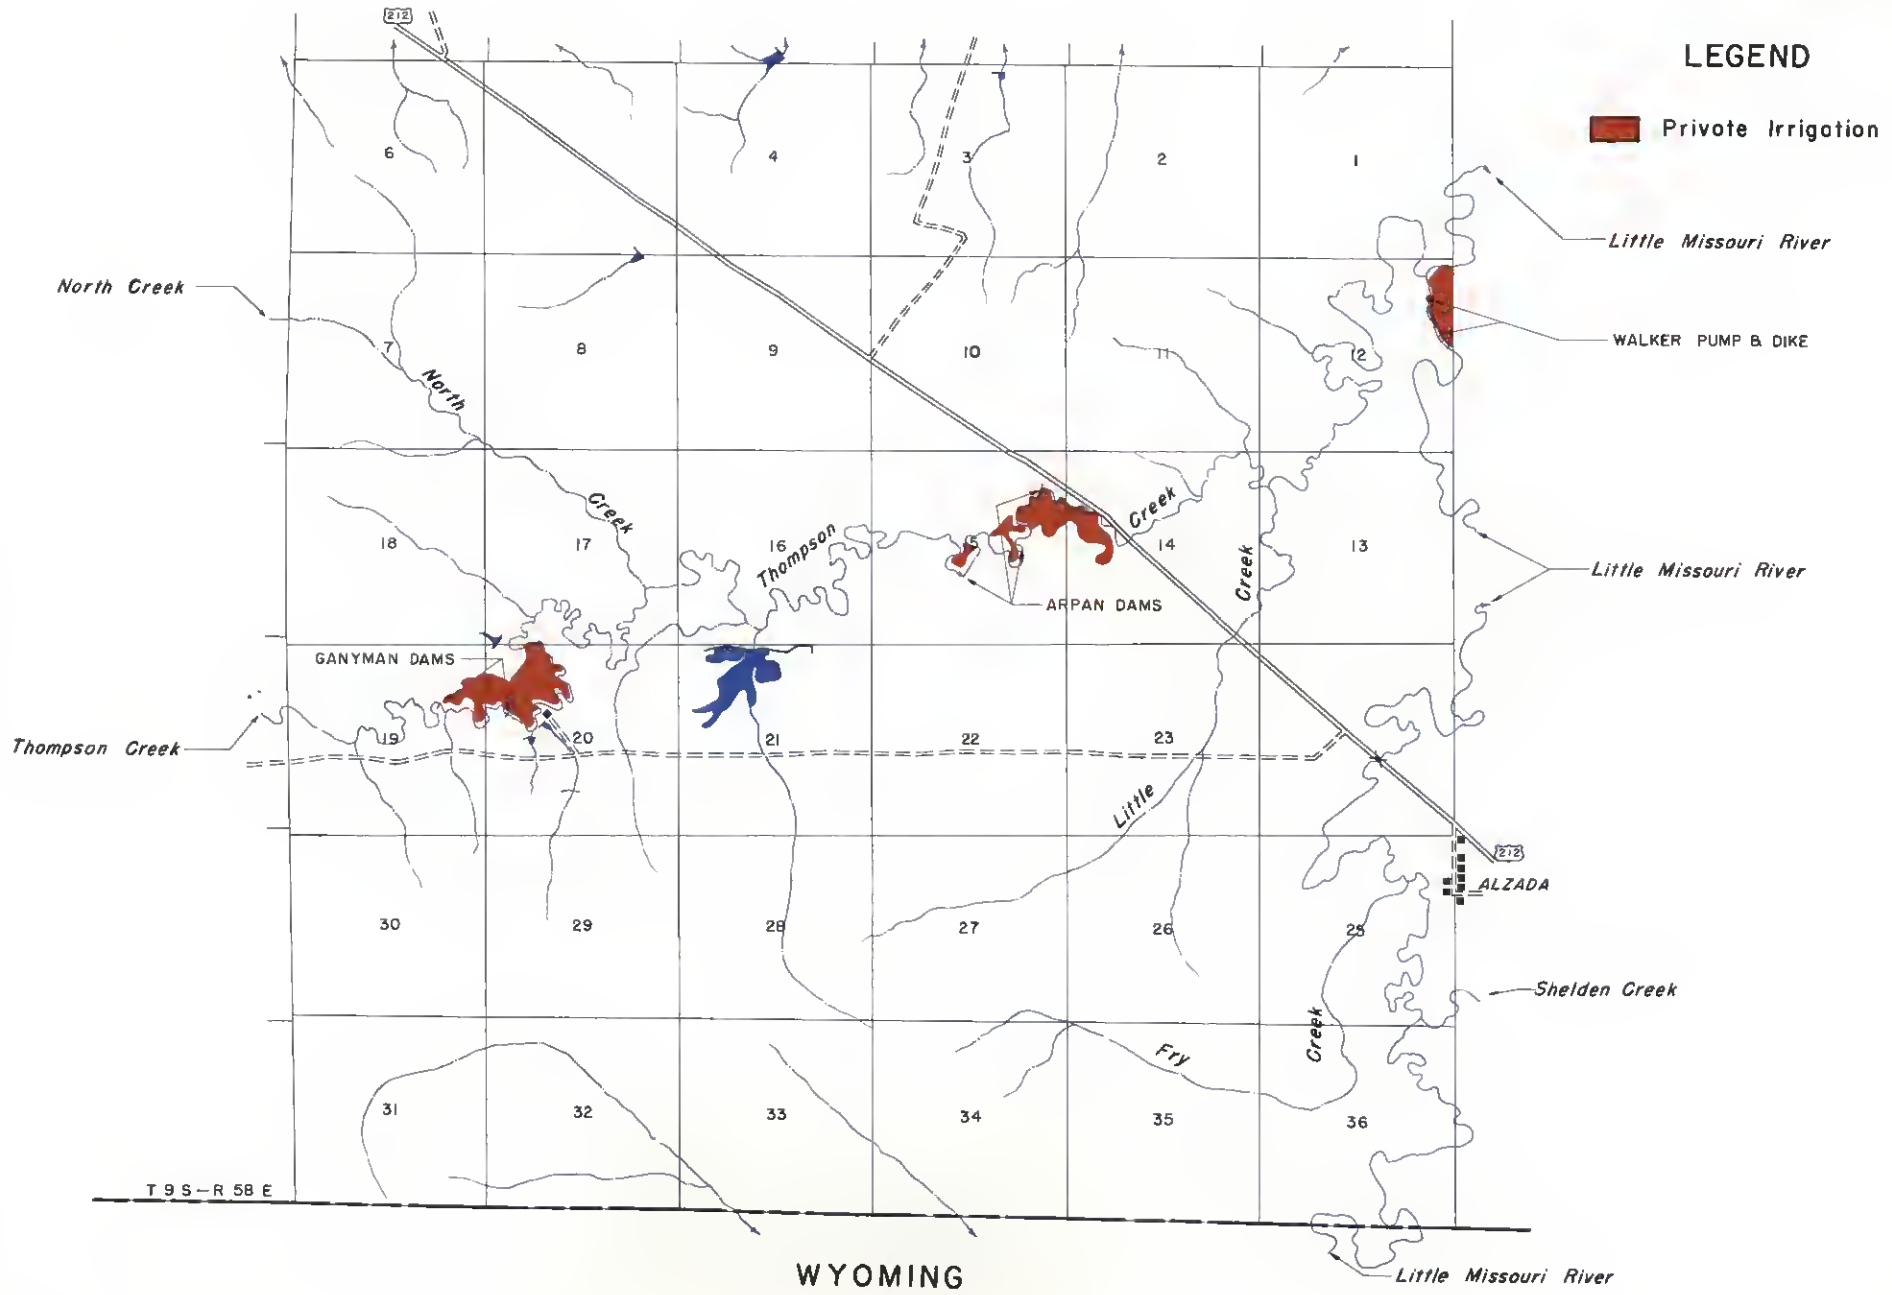 212
LEGEND
Private Irrigation
6
4
3
2
1
Little Missouri River
North Creek
WALKER PUMP & DIKE
7
8
9
10
11
12
North
Creek
18
17
16
Thompson
15
Creek
14
13
Creek
Little Missouri River
ARPAN DAMS
GANYMAN DAMS
Thompson Creek
19
20
21
22
23
Little
212
ALZADA
30
29
28
27
26
25
Shelden Creek
Creek
Fry
31
32
33
34
35
36
T 9 S – R 58 E
WYOMING
Little Missouri River